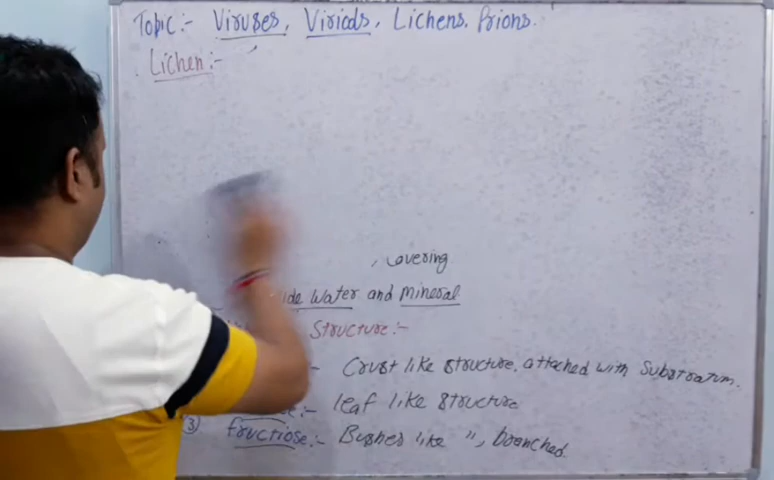 Topic:- Viruses, Viriods, Lichens. Prions.
Lichen:-
, Covering
ide Water and Mineral
Structure:-
:- Crust like structure. attached with Substratum.
:- leaf like structure
③ fructiose:- Bushes like ", branched.